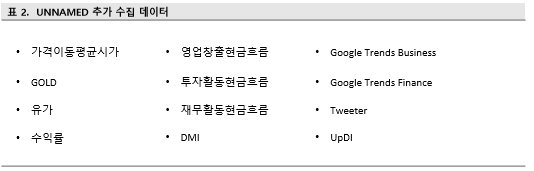 표 2. UNNAMED 추가 수집 데이터
• 가격이동평균시가
• GOLD
• 유가
• 수익률
• 영업창출현금흐름
• 투자활동현금흐름
• 재무활동현금흐름
• DMI
• Google Trends Business
• Google Trends Finance
• Tweeter
• UpDI